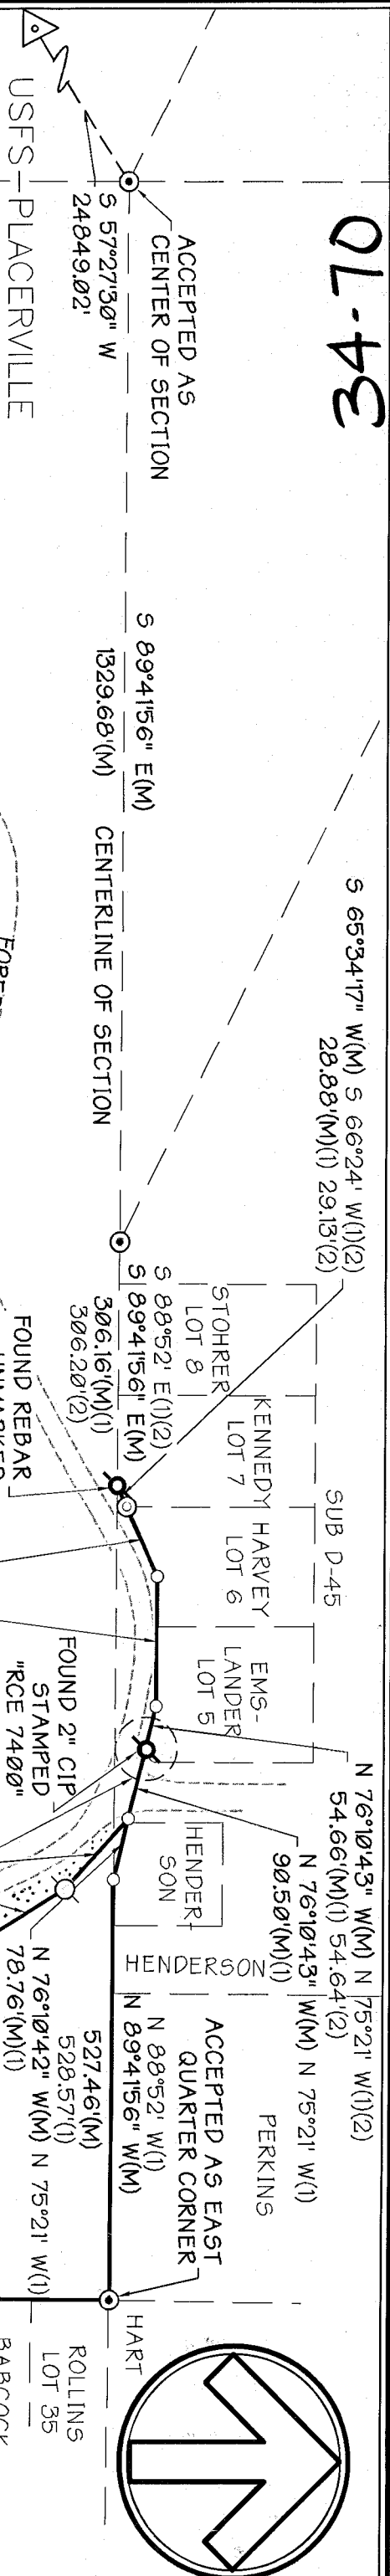 34-70
USFS-PLACERVILLE
S 57°27'30" W
24849.02'
ACCEPTED AS
CENTER OF SECTION
S 89°41'56" E(M)
1329.68'(M)
CENTERLINE OF SECTION
S 65°34'17" W(M) S 66°24' W(1)(2)
28.88'(M)(1) 29.13'(2)
SUB D-45
STOHRER
LOT 8
KENNEDY
LOT 7
HARVEY
LOT 6
EMS-
LANDER
LOT 5
S 88°52' E(1)(2)
S 89°41'56" E(M)
306.16'(M)(1)
306.20'(2)
FOUND REBAR
FOUND 2" CIP
STAMPED
"RCE 7400"
N 76°10'43" W(M) N 75°21' W(1)(2)
54.66'(M)(1) 54.64'(2)
N 76°10'43" W(M) N 75°21' W(1)
90.50'(M)(1)
HENDER-
SON
HENDERSON
PERKINS
ACCEPTED AS EAST
QUARTER CORNER
N 88°52' W(1)
N 89°41'56" W(M)
527.46'(M)
528.57'(1)
N 76°10'42" W(M) N 75°21' W(1)
78.76'(M)(1)
HART
ROLLINS
LOT 35
BABCOCK